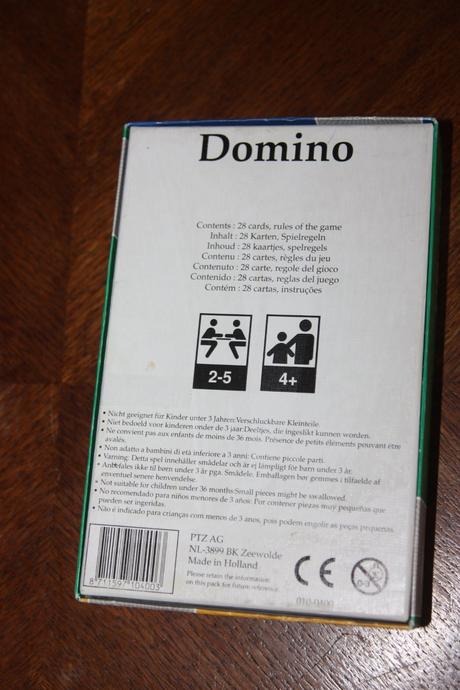 Domino
Contents : 28 cards, rules of the game
Inhalt : 28 Karten, Spielregeln
Inhoud : 28 kaartjes, spelregels
Contenu : 28 cartes, règles du jeu
Contenuto : 28 carte, regole del gioco
Contenido : 28 cartas, reglas del juego
Contém : 28 cartas, instruções
2-5
4+
• Nicht geeignet für Kinder unter 3 Jahren:Verschluckbare Kleinteile.
• Niet bedoeld voor kinderen onder de 3 jaar:Deeltjes, die ingeslikt kunnen worden.
• Ne convient pas aux enfants de moins de 36 mois. Présence de petits élements pouvant être
avalés.
• Non adatto a bambini di età inferiore a 3 anni: Contiene piccole parti.
• Varning: Detta spel innehåller smådelar och är ej lämpligt för barn under 3 år.
• Anbefales ikke til børn under 3 år pga. Smådele. Emballagen bør gemmes i tilfaelde af
eventuel senere henvendelse.
• Not suitable for children under 36 months:Small pieces might be swallowed.
• No recomendado para niños menores de 3 años: Por contener piezas muy pequeñas que
pueden ser ingeridas.
• Não é indicado para crianças com menos de 3 anos, pois podem engolir as peças pequenas.
PTZ AG
NL-3899 BK Zeewolde
Made in Holland
Please retain the information
on this pack for future reference.
8 711597 104003
CE
0-3
010-0400